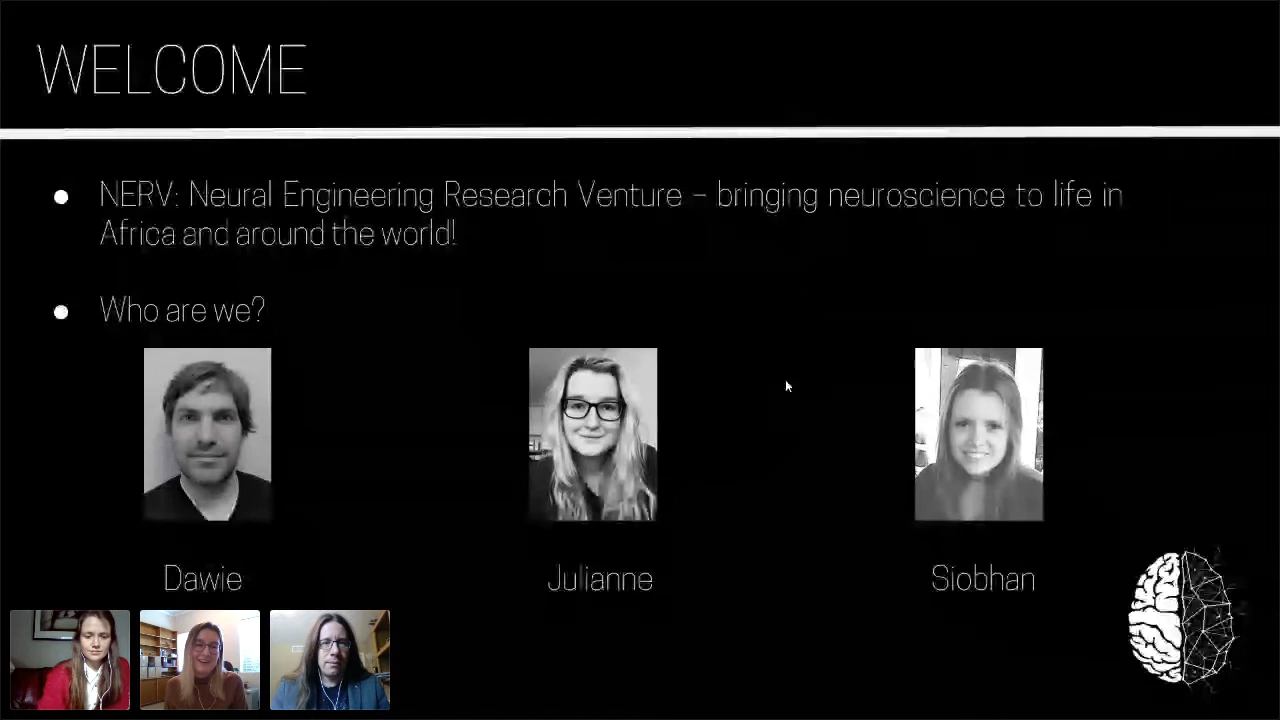 WELCOME
NERV: Neural Engineering Research Venture – bringing neuroscience to life in
Africa and around the world!
Who are we?
Dawie
Julianne
Siobhan